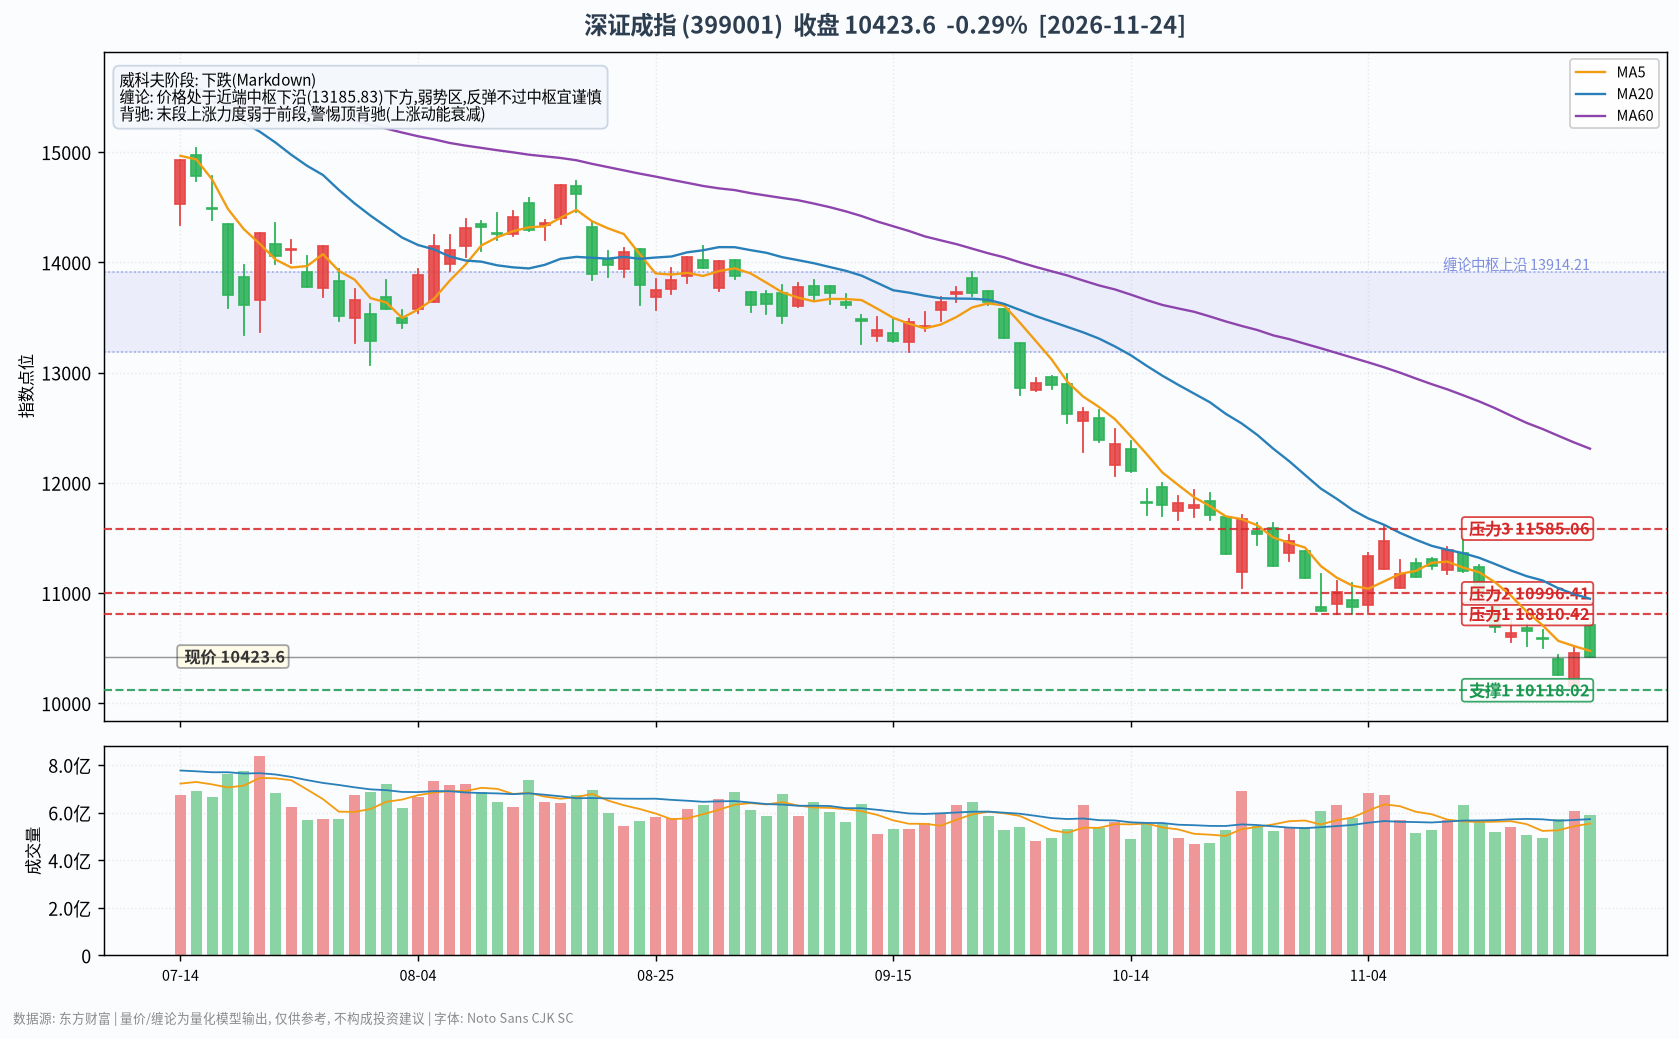 深证成指 (399001)  收盘 10423.6  -0.29%  [2026-11-24]
威科夫阶段: 下跌(Markdown)
缠论: 价格处于近端中枢下沿(13185.83)下方,弱势区,反弹不过中枢宜谨慎
背驰: 末段上涨力度弱于前段,警惕顶背驰(上涨动能衰减)
MA5
MA20
MA60
指数点位
15000
14000
13000
12000
11000
10000
缠论中枢上沿 13914.21
压力3 11585.06
压力2 10996.41
压力1 10810.42
现价 10423.6
支撑1 10118.02
成交量
8.0亿
6.0亿
4.0亿
2.0亿
0
07-14
08-04
08-25
09-15
10-14
11-04
数据源: 东方财富 | 量价/缠论为量化模型输出, 仅供参考, 不构成投资建议 | 字体: Noto Sans CJK SC